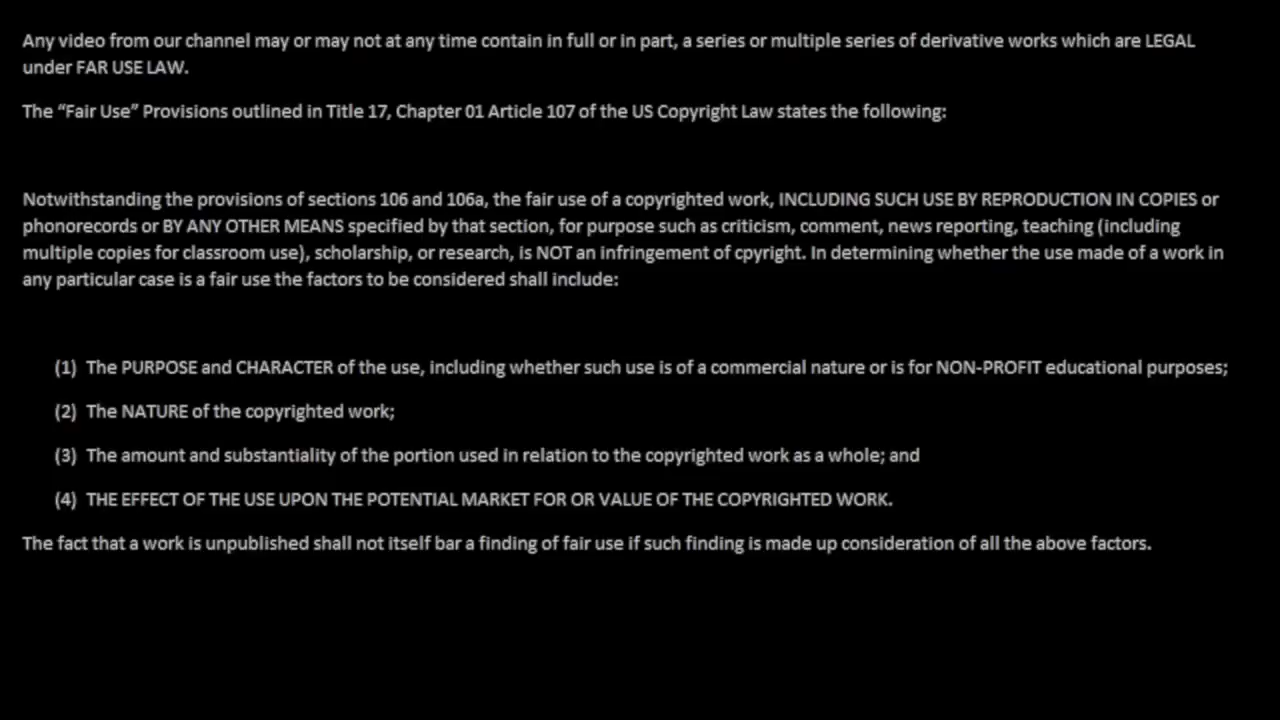 Any video from our channel may or may not at any time contain in full or in part, a series or multiple series of derivative works which are LEGAL
under FAR USE LAW.
The “Fair Use” Provisions outlined in Title 17, Chapter 01 Article 107 of the US Copyright Law states the following:
Notwithstanding the provisions of sections 106 and 106a, the fair use of a copyrighted work, INCLUDING SUCH USE BY REPRODUCTION IN COPIES or
phonorecords or BY ANY OTHER MEANS specified by that section, for purpose such as criticism, comment, news reporting, teaching (including
multiple copies for classroom use), scholarship, or research, is NOT an infringement of cpyright. In determining whether the use made of a work in
any particular case is a fair use the factors to be considered shall include:
(1) The PURPOSE and CHARACTER of the use, including whether such use is of a commercial nature or is for NON-PROFIT educational purposes;
(2) The NATURE of the copyrighted work;
(3) The amount and substantiality of the portion used in relation to the copyrighted work as a whole; and
(4) THE EFFECT OF THE USE UPON THE POTENTIAL MARKET FOR OR VALUE OF THE COPYRIGHTED WORK.
The fact that a work is unpublished shall not itself bar a finding of fair use if such finding is made up consideration of all the above factors.